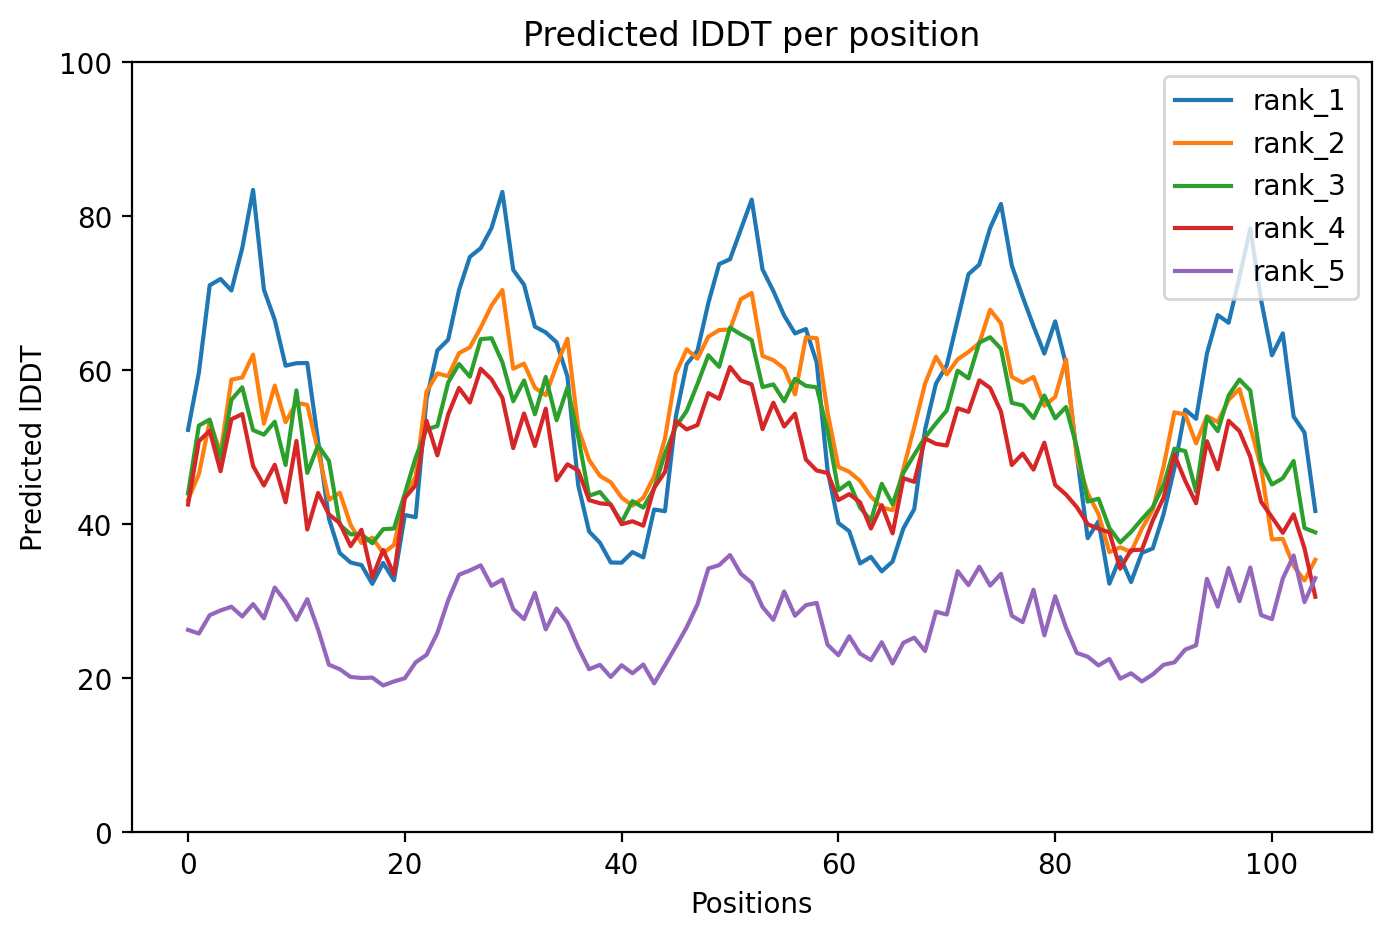 Predicted lDDT per position
100
80
60
40
20
0
Predicted lDDT
0 20 40 60 80 100
Positions
rank_1
rank_2
rank_3
rank_4
rank_5